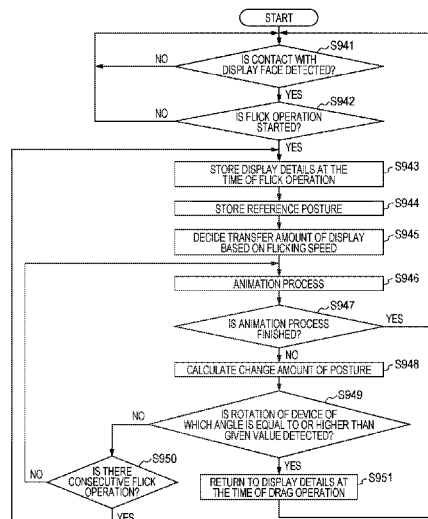 START
S941
IS CONTACT WITH
DISPLAY FACE DETECTED?
NO
YES
S942
IS FLICK OPERATION
STARTED?
NO
YES
S943
STORE DISPLAY DETAILS AT THE
TIME OF FLICK OPERATION
S944
STORE REFERENCE POSTURE
S945
DECIDE TRANSFER AMOUNT OF DISPLAY
BASED ON FLICKING SPEED
S946
ANIMATION PROCESS
S947
IS ANIMATION PROCESS
FINISHED?
YES
NO
S948
CALCULATE CHANGE AMOUNT OF POSTURE
S949
IS ROTATION OF DEVICE OF
WHICH ANGLE IS EQUAL TO OR HIGHER THAN
GIVEN VALUE DETECTED?
NO
YES
S950
IS THERE
CONSECUTIVE FLICK
OPERATION?
NO
YES
S951
RETURN TO DISPLAY DETAILS AT
THE TIME OF DRAG OPERATION